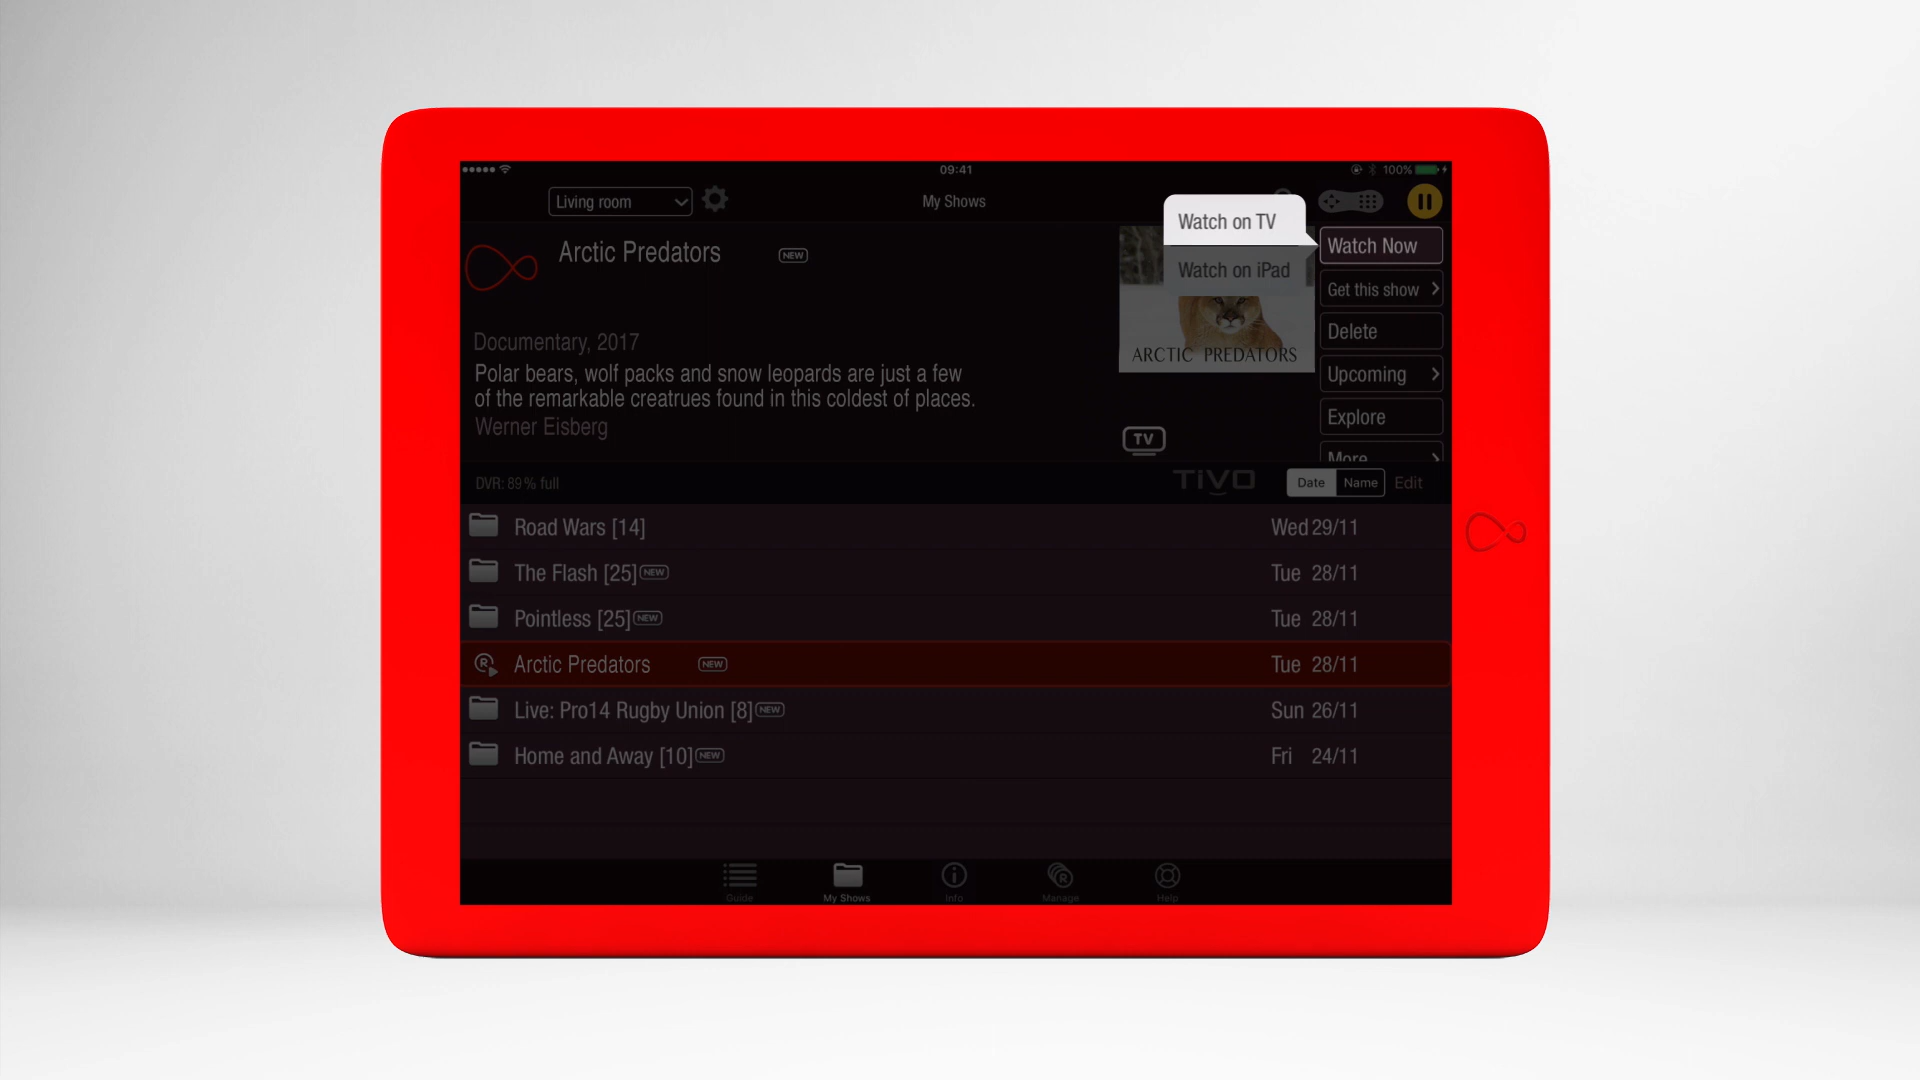 09:41
100%
Living room
My Shows
Watch on TV
Watch on iPad
Watch Now
Get this show
Delete
Upcoming
Explore
More
Arctic Predators NEW
Documentary, 2017
Polar bears, wolf packs and snow leopards are just a few
of the remarkable creatrues found in this coldest of places.
Werner Eisberg
ARCTIC PREDATORS
TV
DVR: 89% full
TiVo
Date Name Edit
Road Wars [14] Wed 29/11
The Flash [25] NEW Tue 28/11
Pointless [25] NEW Tue 28/11
R Arctic Predators NEW Tue 28/11
Live: Pro14 Rugby Union [8] NEW Sun 26/11
Home and Away [10] NEW Fri 24/11
Guide My Shows Info Manage Help